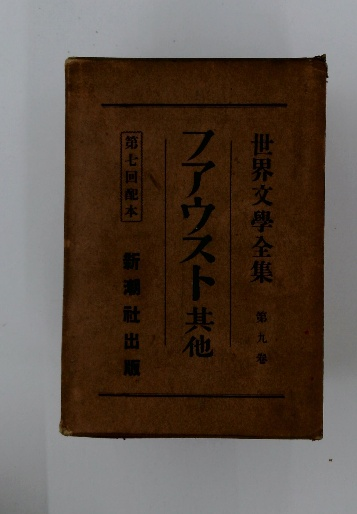 世界文學全集 第九卷
ファウスト其他
第七回配本
新潮社出版